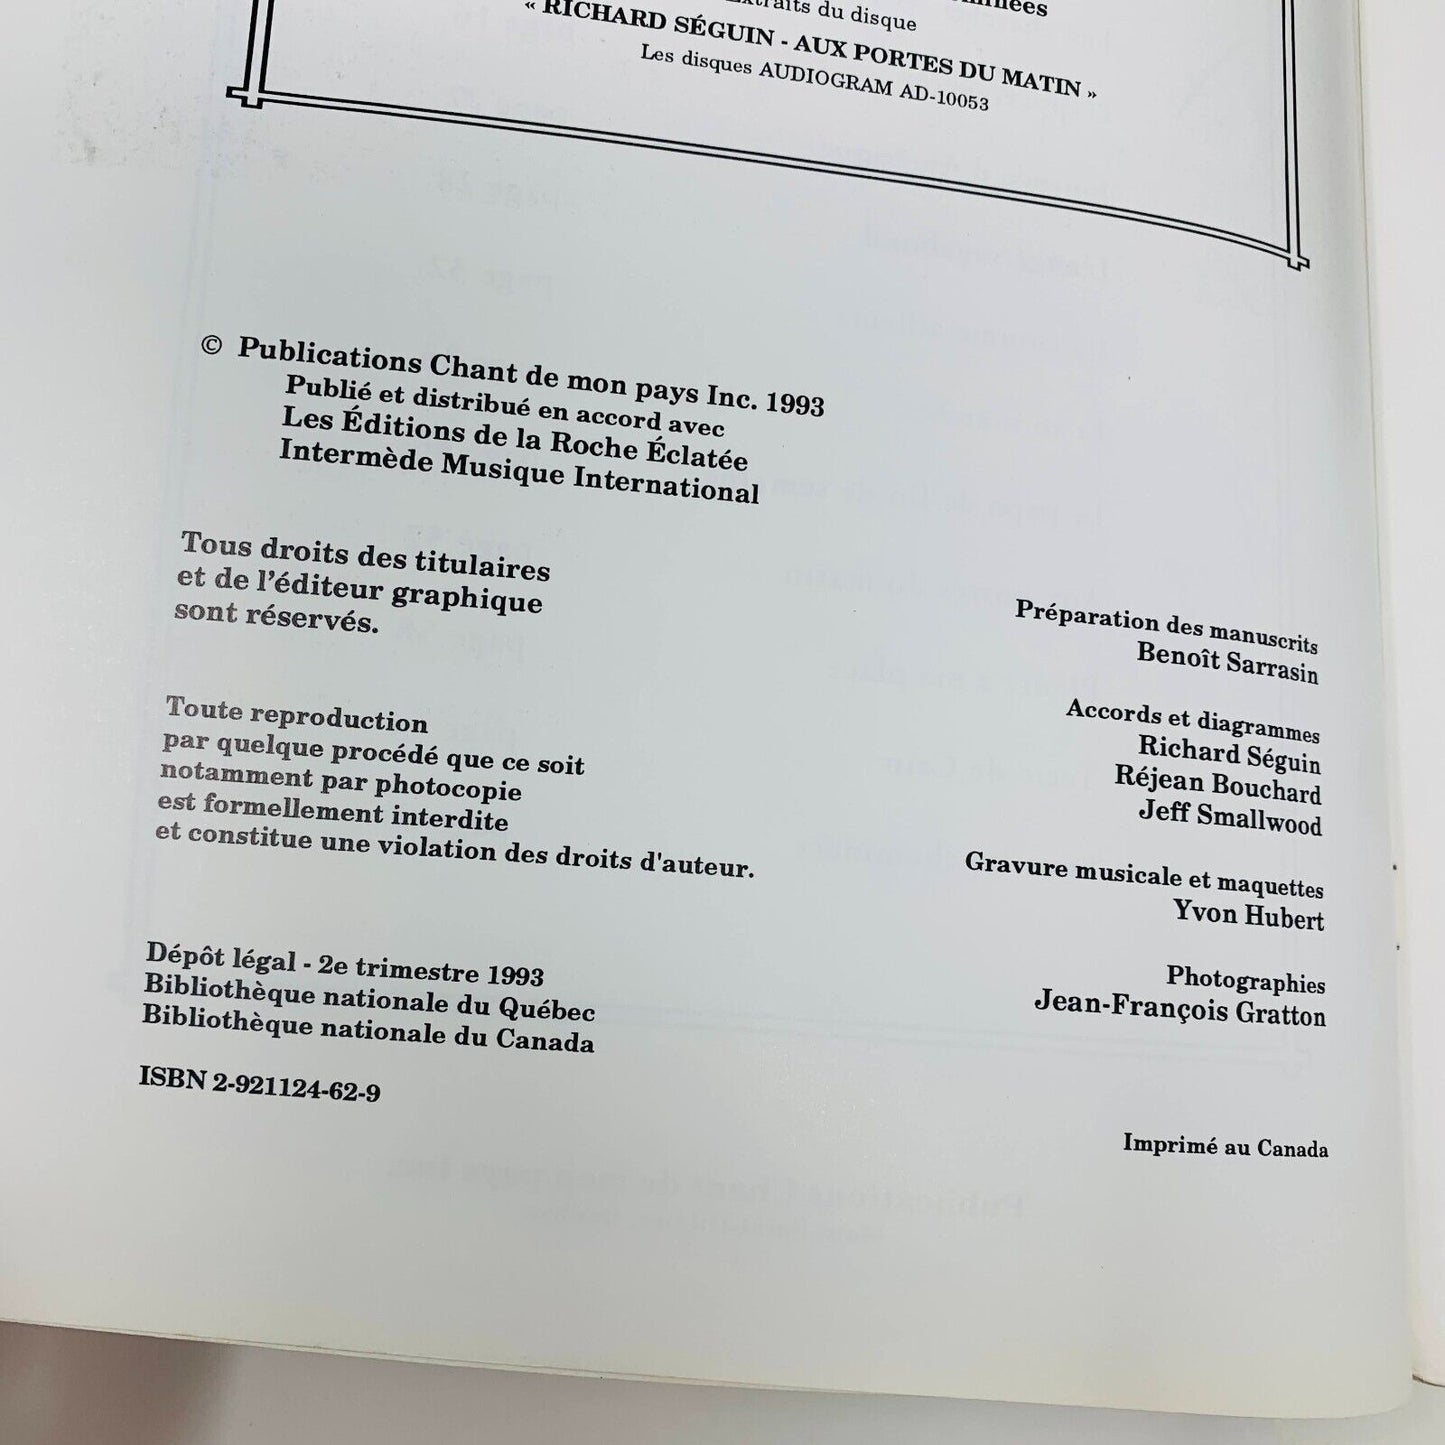 du disque
« RICHARD SÉGUIN - AUX PORTES DU MATIN »
Les disques AUDIOGRAM AD-10053
© Publications Chant de mon pays Inc. 1993
Publié et distribué en accord avec
Les Éditions de la Roche Éclatée
Intermède Musique International
Tous droits des titulaires
et de l'éditeur graphique
sont réservés.
Toute reproduction
par quelque procédé que ce soit
notamment par photocopie
est formellement interdite
et constitue une violation des droits d'auteur.
Dépôt légal - 2e trimestre 1993
Bibliothèque nationale du Québec
Bibliothèque nationale du Canada
ISBN 2-921124-62-9
Préparation des manuscrits
Benoît Sarrasin
Accords et diagrammes
Richard Séguin
Réjean Bouchard
Jeff Smallwood
Gravure musicale et maquettes
Yvon Hubert
Photographies
Jean-François Gratton
Imprimé au Canada